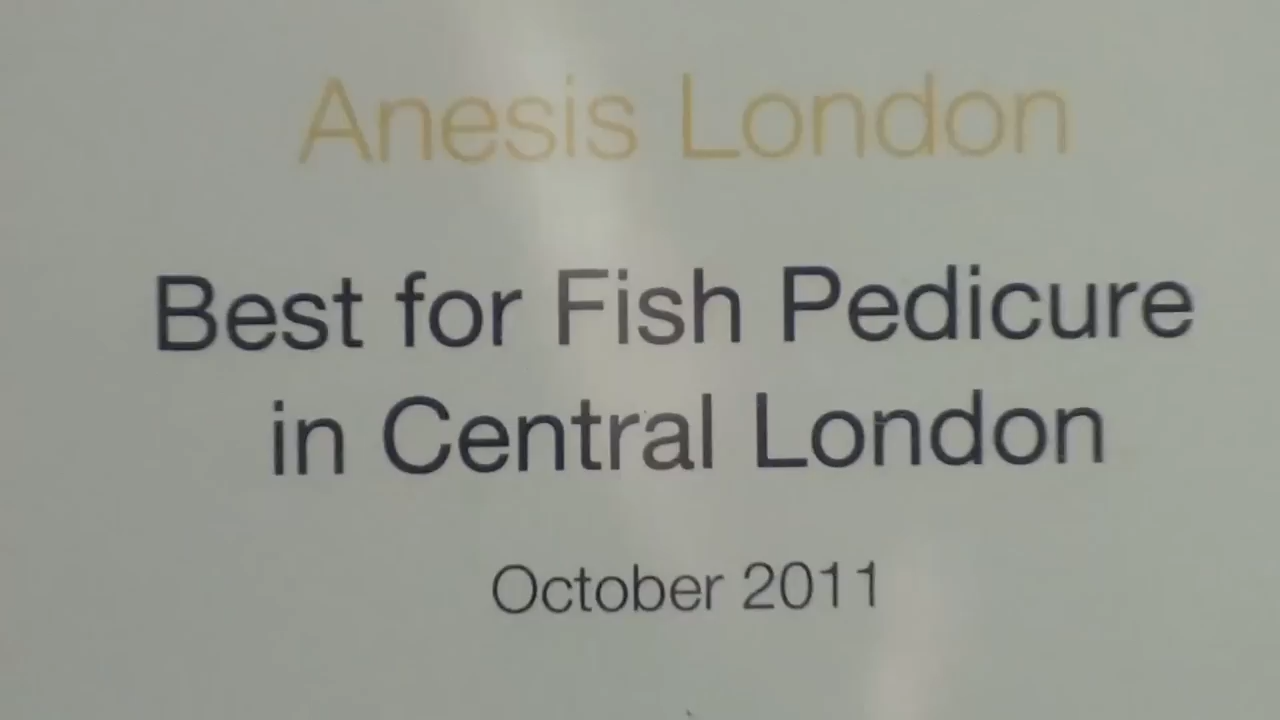 Anesis London
Best for Fish Pedicure
in Central London
October 2011